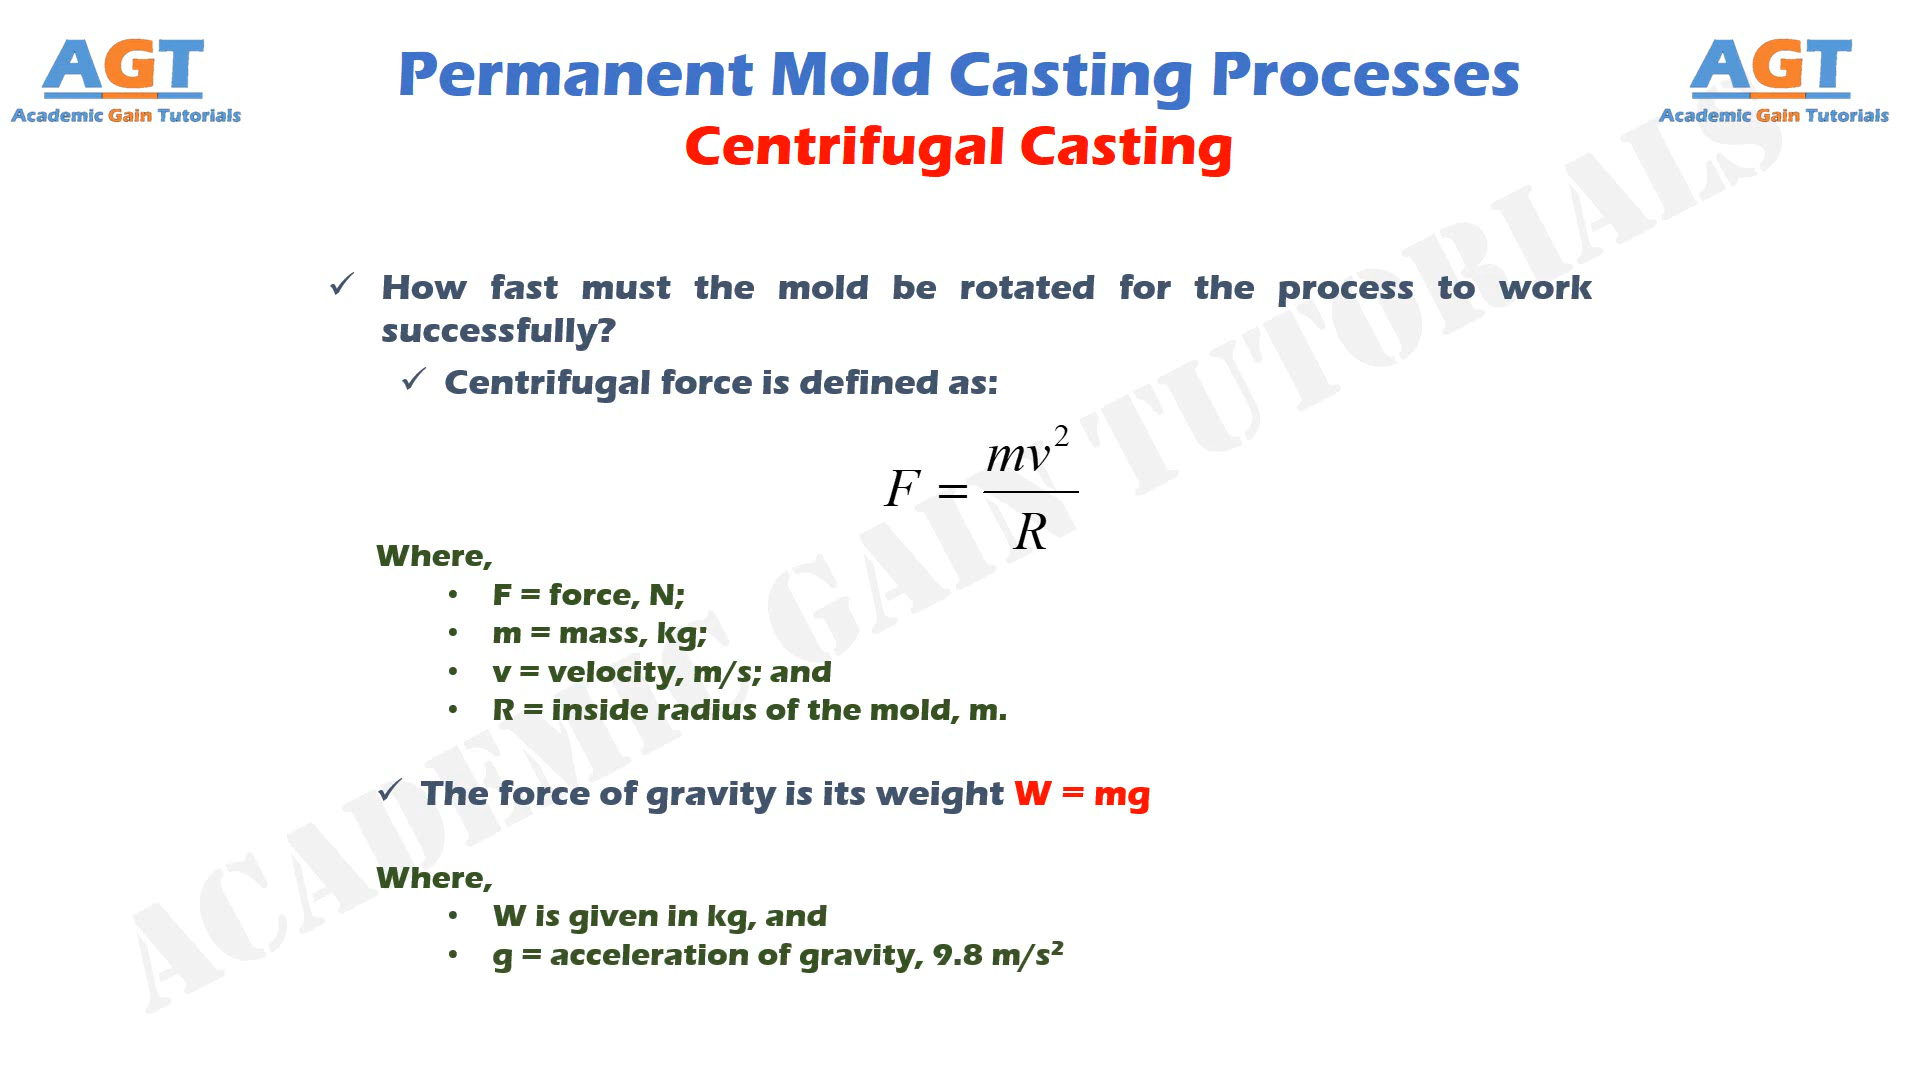 AGT
Academic Gain Tutorials
Permanent Mold Casting Processes
Centrifugal Casting
AGT
Academic Gain Tutorials
✓ How fast must the mold be rotated for the process to work
successfully?
✓ Centrifugal force is defined as:
F = mv²/R
Where,
• F = force, N;
• m = mass, kg;
• v = velocity, m/s; and
• R = inside radius of the mold, m.
✓ The force of gravity is its weight W = mg
Where,
• W is given in kg, and
• g = acceleration of gravity, 9.8 m/s²
ACADEMIC GAIN TUTORIALS